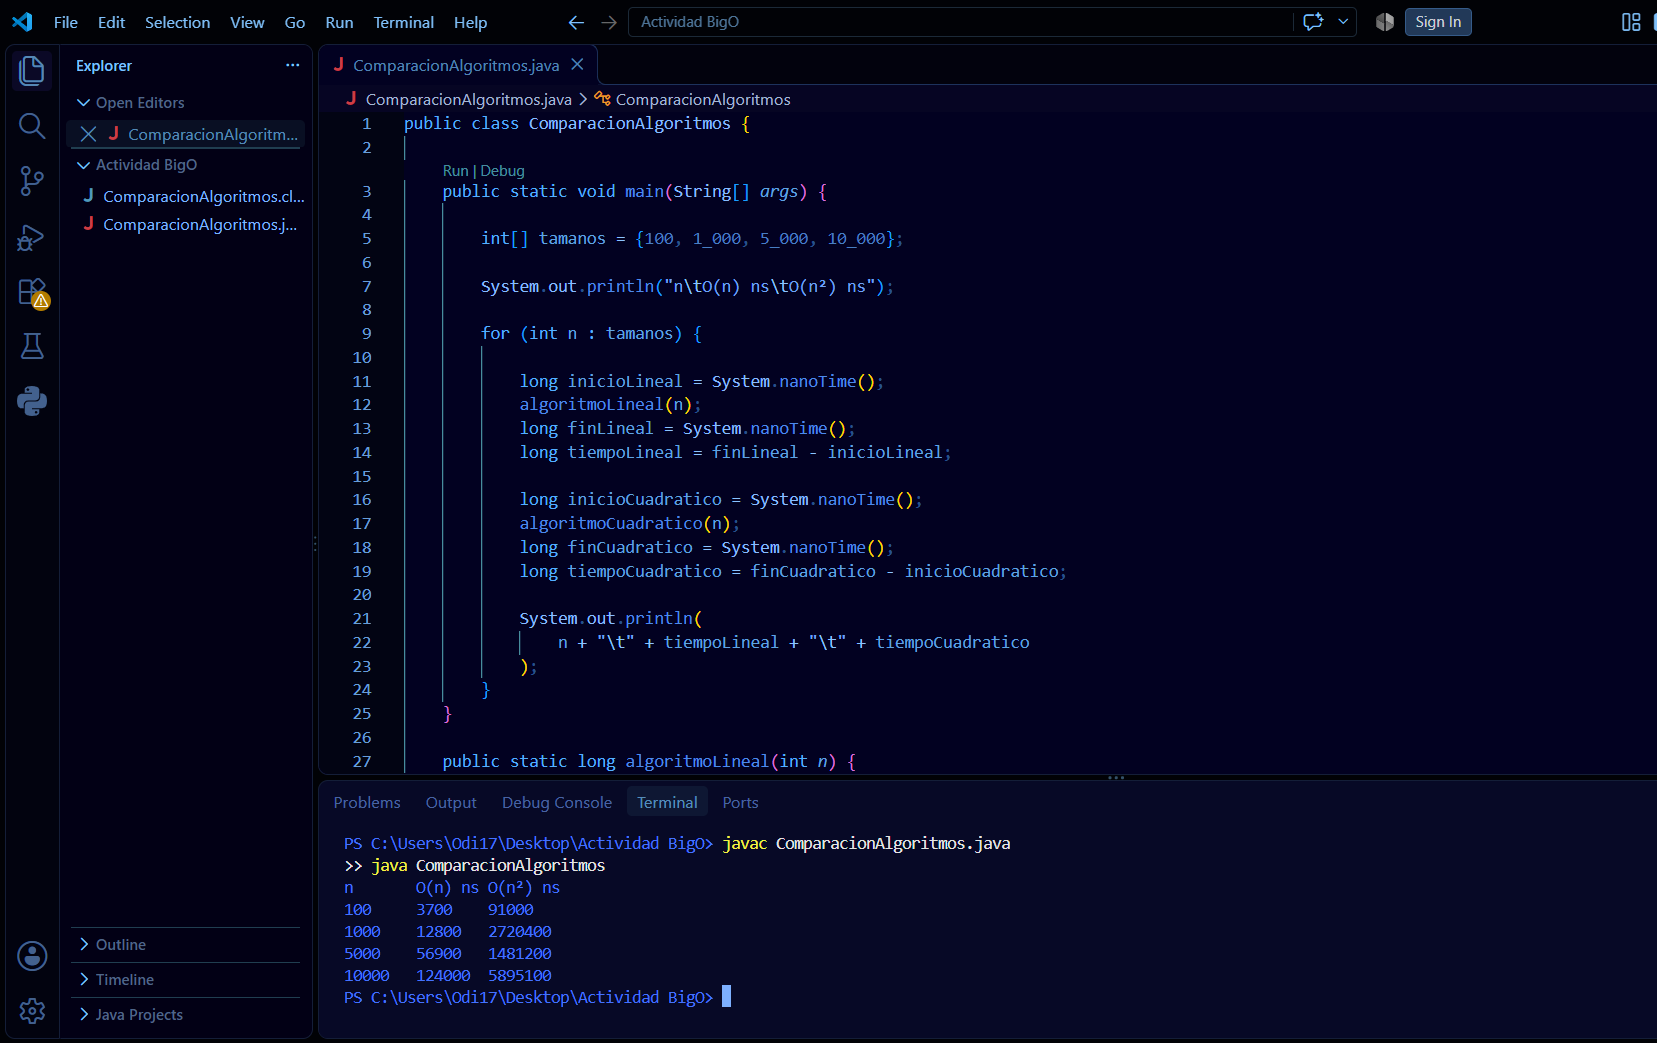 File Edit Selection View Go Run Terminal Help
Actividad BigO
Sign In
Explorer
Open Editors
ComparacionAlgoritm...
Actividad BigO
ComparacionAlgoritmos.cl...
ComparacionAlgoritmos.j...
Outline
Timeline
Java Projects
ComparacionAlgoritmos.java
ComparacionAlgoritmos.java > ComparacionAlgoritmos
1 public class ComparacionAlgoritmos {
2
Run | Debug
3 public static void main(String[] args) {
4
5 int[] tamanos = {100, 1_000, 5_000, 10_000};
6
7 System.out.println("n\tO(n) ns\tO(n²) ns");
8
9 for (int n : tamanos) {
10
11 long inicioLineal = System.nanoTime();
12 algoritmoLineal(n);
13 long finLineal = System.nanoTime();
14 long tiempoLineal = finLineal - inicioLineal;
15
16 long inicioCuadratico = System.nanoTime();
17 algoritmoCuadratico(n);
18 long finCuadratico = System.nanoTime();
19 long tiempoCuadratico = finCuadratico - inicioCuadratico;
20
21 System.out.println(
22 n + "\t" + tiempoLineal + "\t" + tiempoCuadratico
23 );
24 }
25 }
26
27 public static long algoritmoLineal(int n) {
Problems Output Debug Console Terminal Ports
PS C:\Users\Odi17\Desktop\Actividad BigO> javac ComparacionAlgoritmos.java
>> java ComparacionAlgoritmos
n O(n) ns O(n²) ns
100 3700 91000
1000 12800 2720400
5000 56900 1481200
10000 124000 5895100
PS C:\Users\Odi17\Desktop\Actividad BigO>